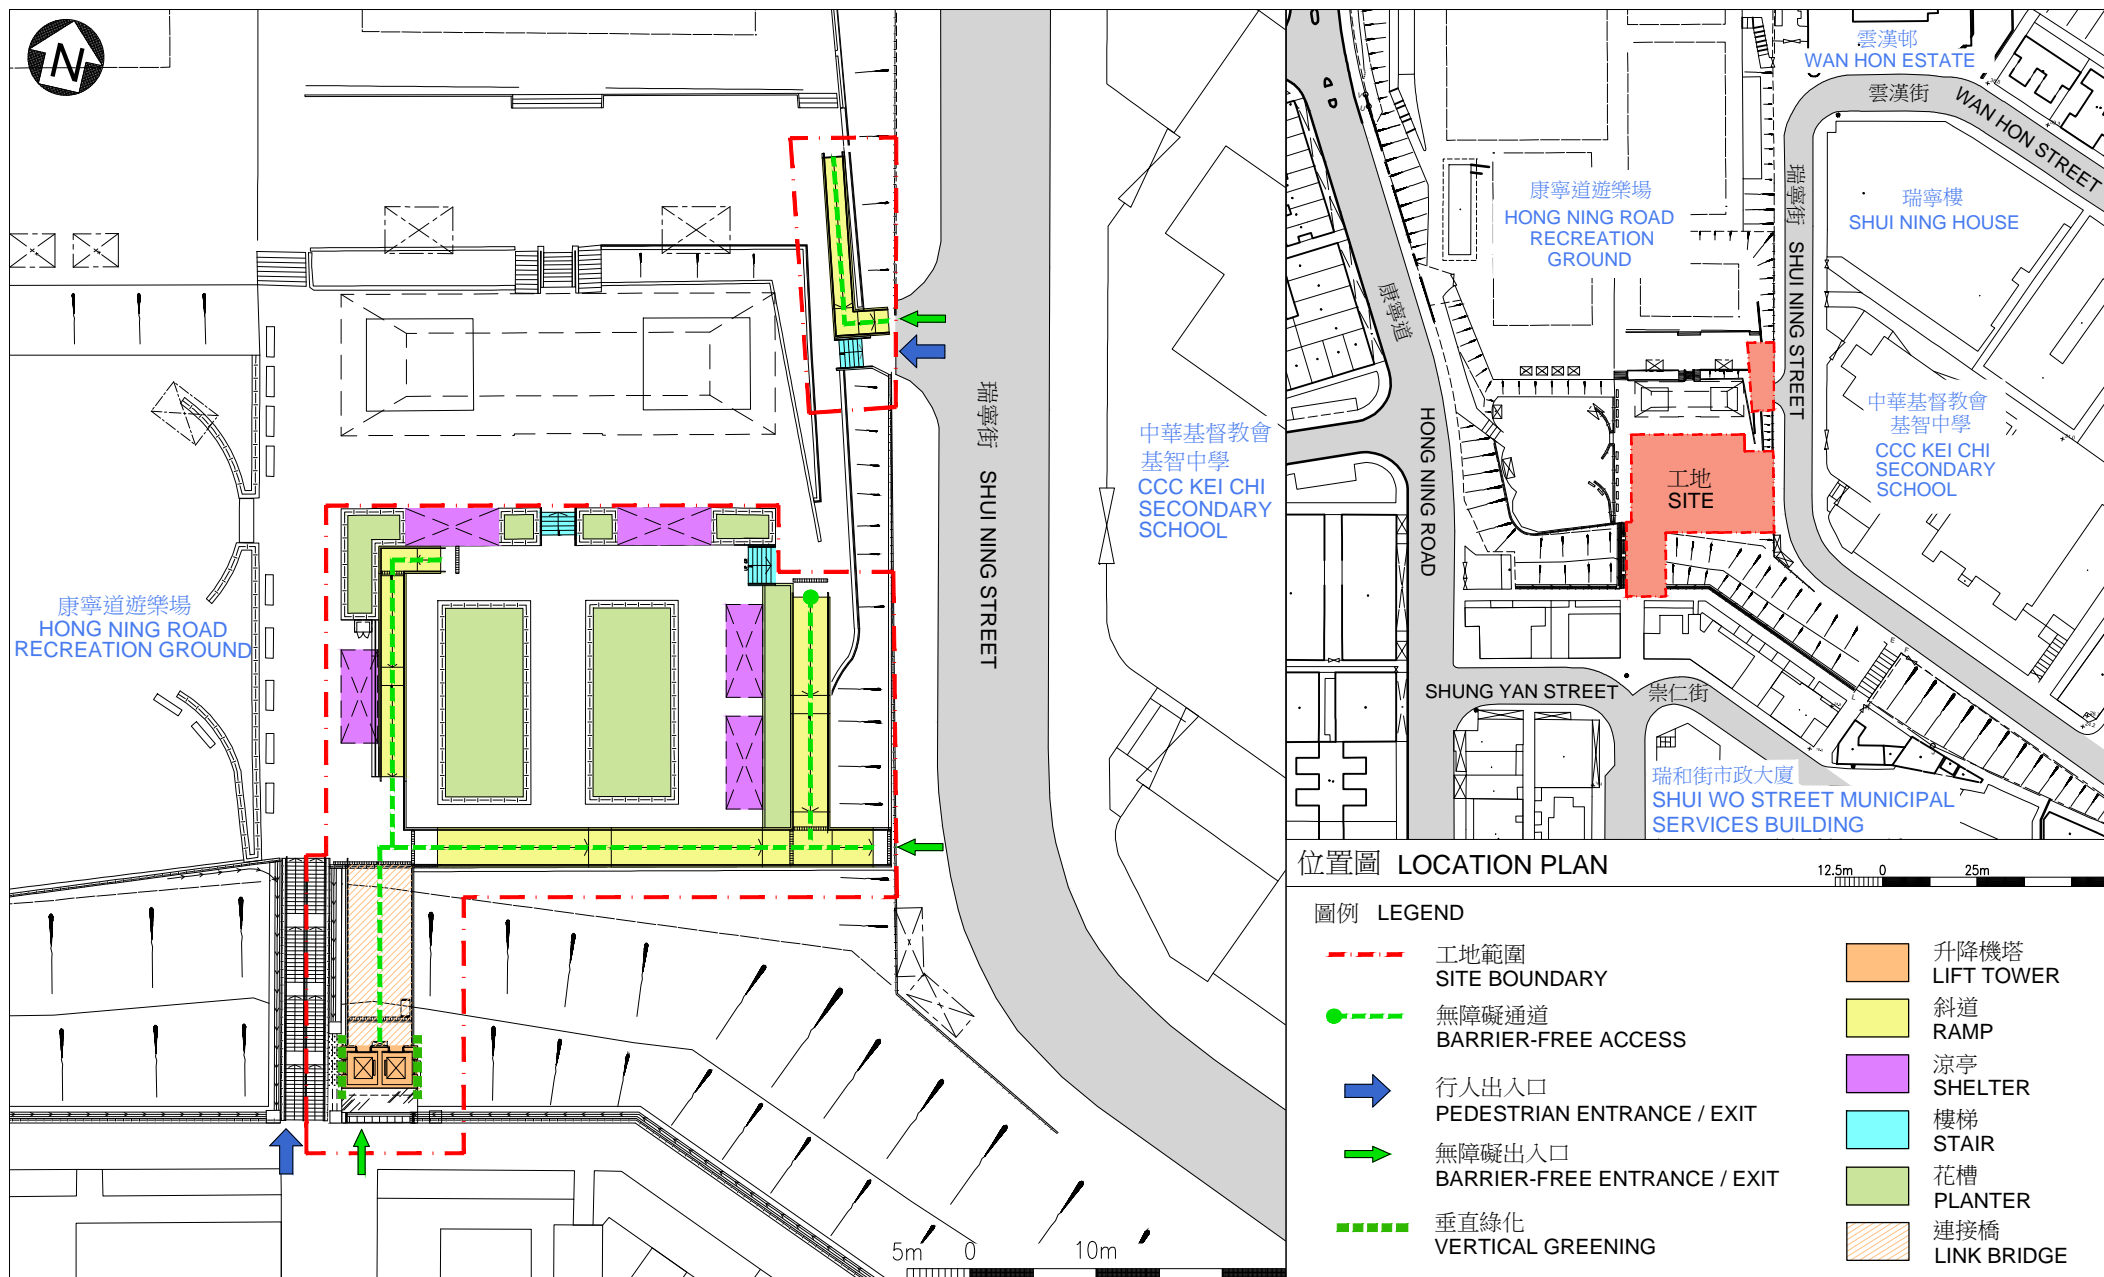 N
瑞寧街 SHUI NING STREET
中華基督教會
基智中學
CCC KEI CHI
SECONDARY
SCHOOL
康寧道遊樂場
HONG NING ROAD
RECREATION GROUND
5m 0 10m
雲漢邨
WAN HON ESTATE
雲漢街 WAN HON STREET
康寧道遊樂場
HONG NING ROAD
RECREATION
GROUND
瑞寧街 SHUI NING STREET
瑞寧樓
SHUI NING HOUSE
康寧道 HONG NING ROAD
中華基督教會
基智中學
CCC KEI CHI
SECONDARY
SCHOOL
工地
SITE
SHUNG YAN STREET 崇仁街
瑞和街市政大廈
SHUI WO STREET MUNICIPAL
SERVICES BUILDING
位置圖 LOCATION PLAN
12.5m 0 25m
圖例 LEGEND
工地範圍
SITE BOUNDARY
無障礙通道
BARRIER-FREE ACCESS
行人出入口
PEDESTRIAN ENTRANCE / EXIT
無障礙出入口
BARRIER-FREE ENTRANCE / EXIT
垂直綠化
VERTICAL GREENING
升降機塔
LIFT TOWER
斜道
RAMP
涼亭
SHELTER
樓梯
STAIR
花槽
PLANTER
連接橋
LINK BRIDGE